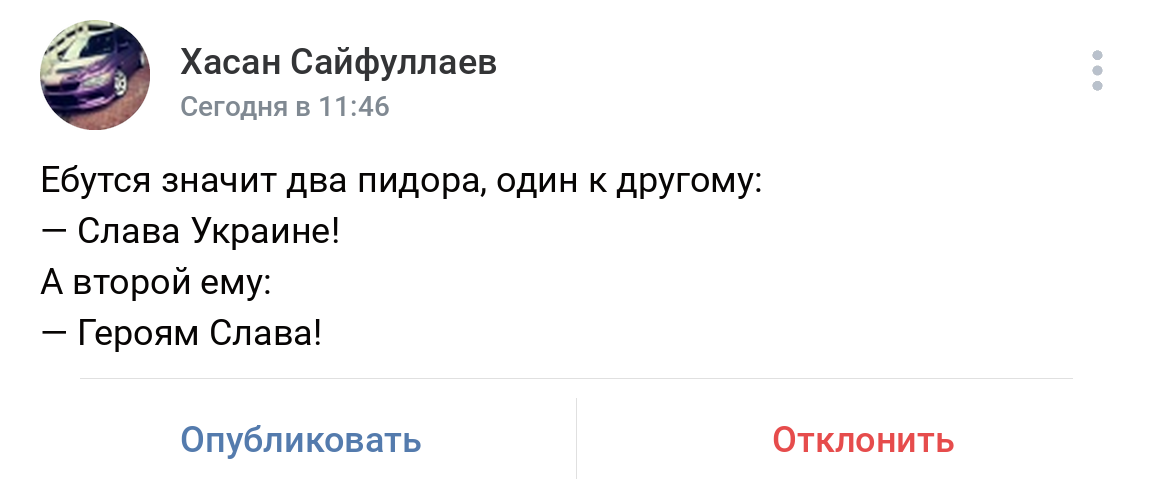 Хасан Сайфуллаев
Сегодня в 11:46
Ебутся значит два пидора, один к другому:
— Слава Украине!
А второй ему:
— Героям Слава!
Опубликовать
Отклонить